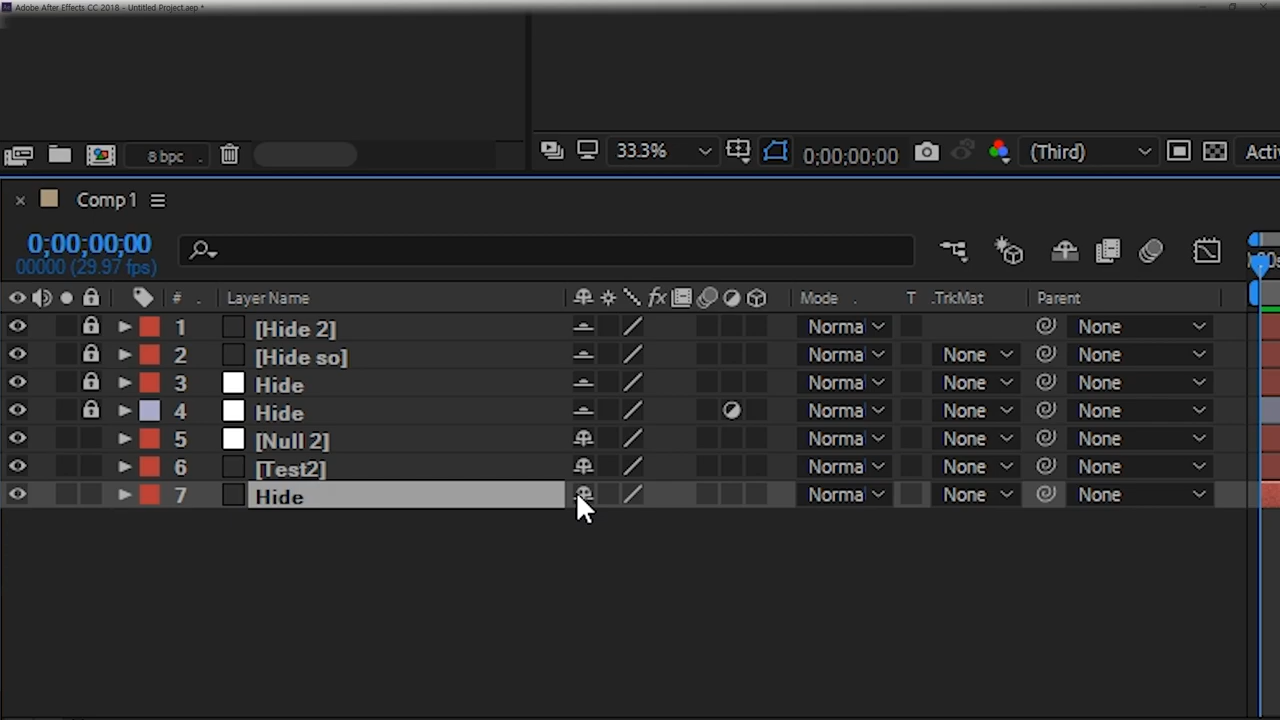 Adobe After Effects CC 2018 - Untitled Project.aep *
8 bpc
33.3%
0;00;00;00
(Third)
Acti
Comp 1
0;00;00;00
00000 (29.97 fps)
# Layer Name Mode T .TrkMat Parent
1 [Hide 2] Norma None
2 [Hide so] Norma None None
3 Hide Norma None None
4 Hide Norma None None
5 [Null 2] Norma None None
6 [Test2] Norma None None
7 Hide Norma None None